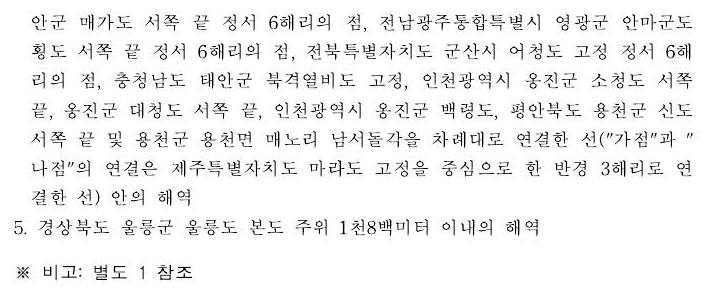 안군 매가도 서쪽 끝 정서 6해리의 점, 전남광주통합특별시 영광군 안마군도
횡도 서쪽 끝 정서 6해리의 점, 전북특별자치도 군산시 어청도 고정 정서 6해
리의 점, 충청남도 태안군 북격열비도 고정, 인천광역시 옹진군 소청도 서쪽
끝, 옹진군 대청도 서쪽 끝, 인천광역시 옹진군 백령도, 평안북도 용천군 신도
서쪽 끝 및 용천군 용천면 매노리 남서돌각을 차례대로 연결한 선("가점"과 "
나점"의 연결은 제주특별자치도 마라도 고정을 중심으로 한 반경 3해리로 연
결한 선) 안의 해역
5. 경상북도 울릉군 울릉도 본도 주위 1천8백미터 이내의 해역
※ 비고: 별도 1 참조